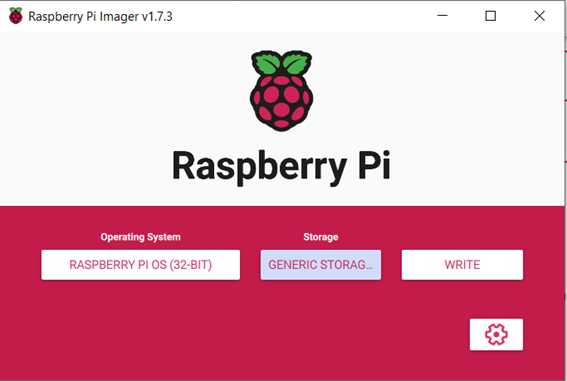 Raspberry Pi Imager v1.7.3
Raspberry Pi
Operating System
Storage
RASPBERRY PI OS (32-BIT)
GENERIC STORAG...
WRITE